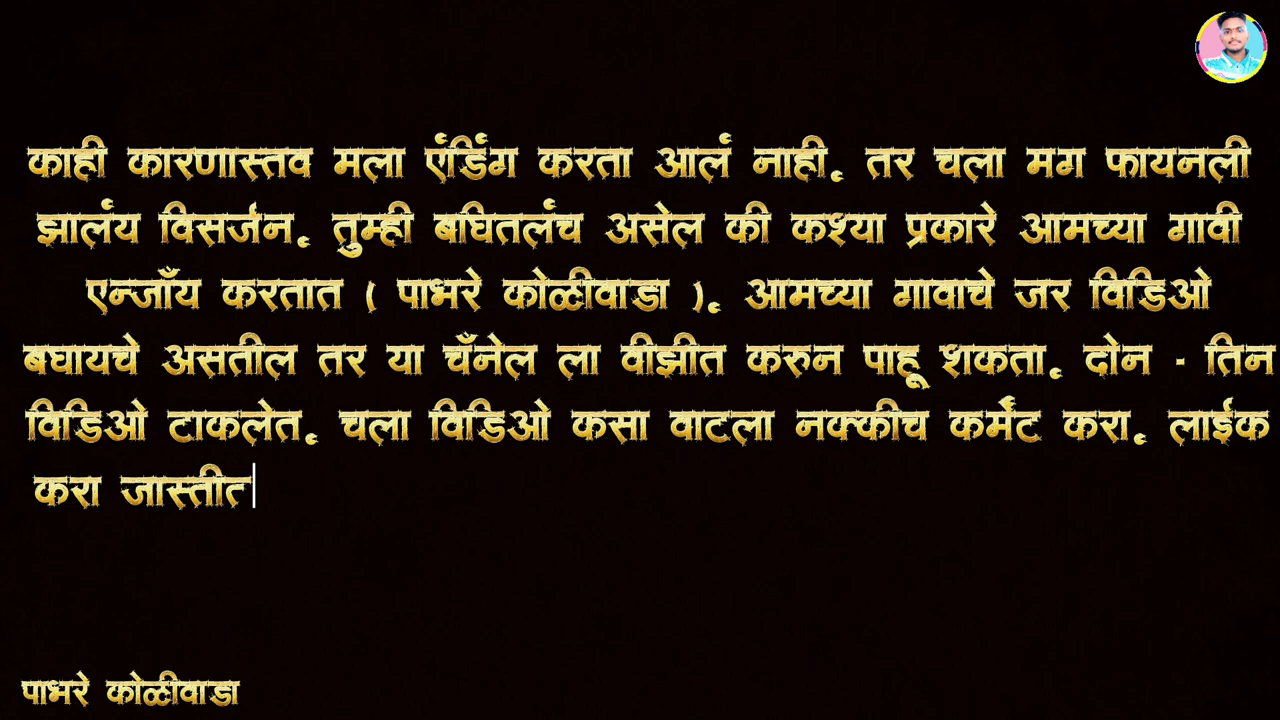 काही कारणास्तव मला एंडिंग करता आलं नाही. तर चला मग फायनली
झालंय विसर्जन. तुम्ही बघितलंच असेल की कश्या प्रकारे आमच्या गावी
एन्जाँय करतात ( पाभरे कोळीवाडा ). आमच्या गावाचे जर विडिओ
बघायचे असतील तर या चँनेल ला वीझीत करुन पाहू शकता. दोन - तिन
विडिओ टाकलेत. चला विडिओ कसा वाटला नक्कीच कमेंट करा. लाईक
करा जास्तीत
पाभरे कोळीवाडा